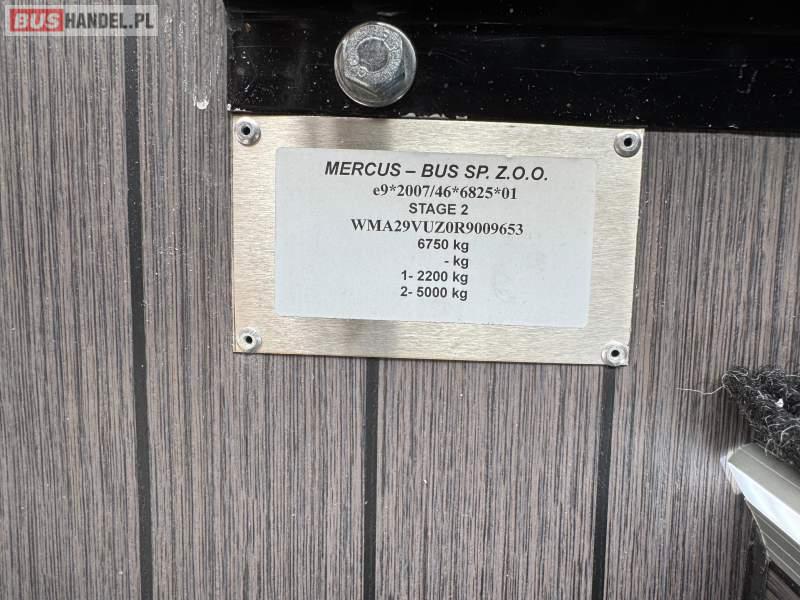 BUSHANDEL.PL
MERCUS – BUS SP. Z.O.O.
e9*2007/46*6825*01
STAGE 2
WMA29VUZ0R9009653
6750 kg
- kg
1- 2200 kg
2- 5000 kg